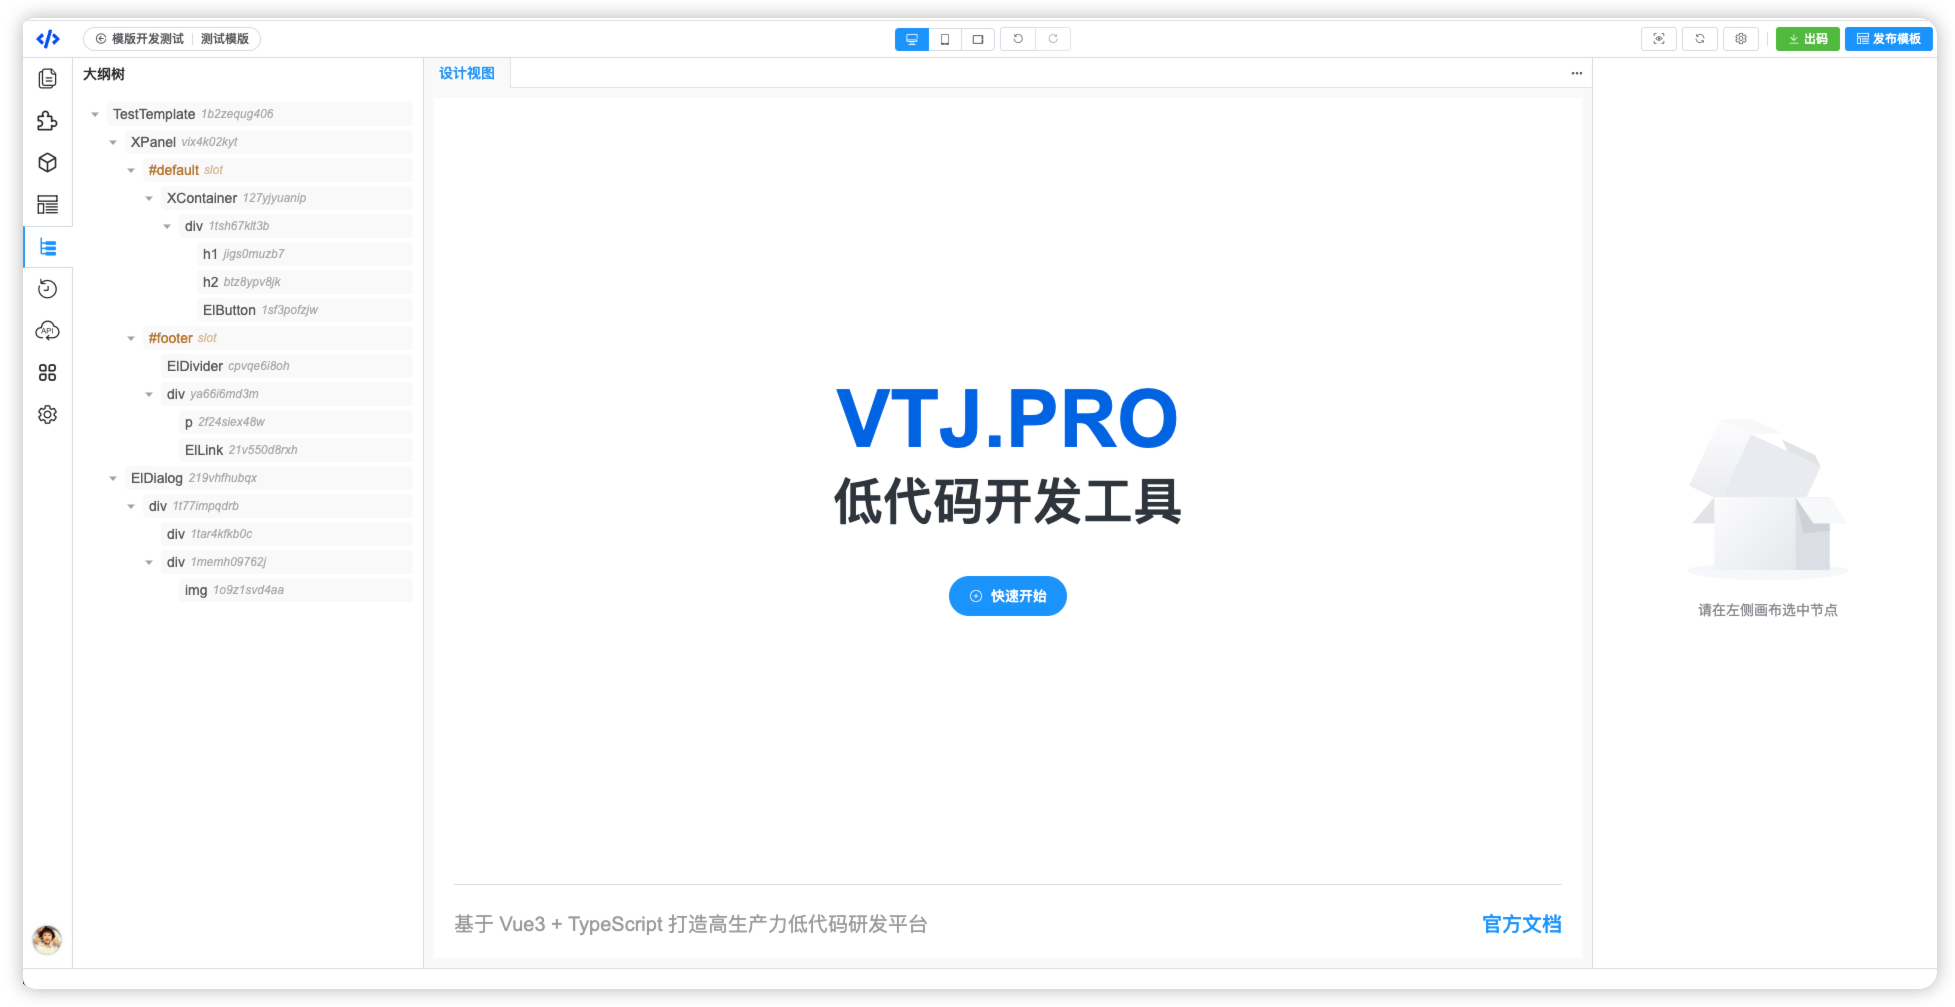 模版开发测试 测试模版
出码 发布模板
大纲树
设计视图
TestTemplate 1b2zequg406
XPanel vix4k02kyt
#default slot
XContainer 127yjyuanip
div 1tsh67klt3b
h1 jigs0muzb7
h2 btz8ypv8jk
ElButton 1sf3pofzjw
#footer slot
ElDivider cpvqe6i8oh
div ya66i6md3m
p 2f24siex48w
ElLink 21v550d8rxh
ElDialog 219vhfhubqx
div 1t77impqdrb
div 1tar4kfkb0c
div 1memh09762j
img 1o9z1svd4aa
API
VTJ.PRO
低代码开发工具
快速开始
基于 Vue3 + TypeScript 打造高生产力低代码研发平台
官方文档
请在左侧画布选中节点